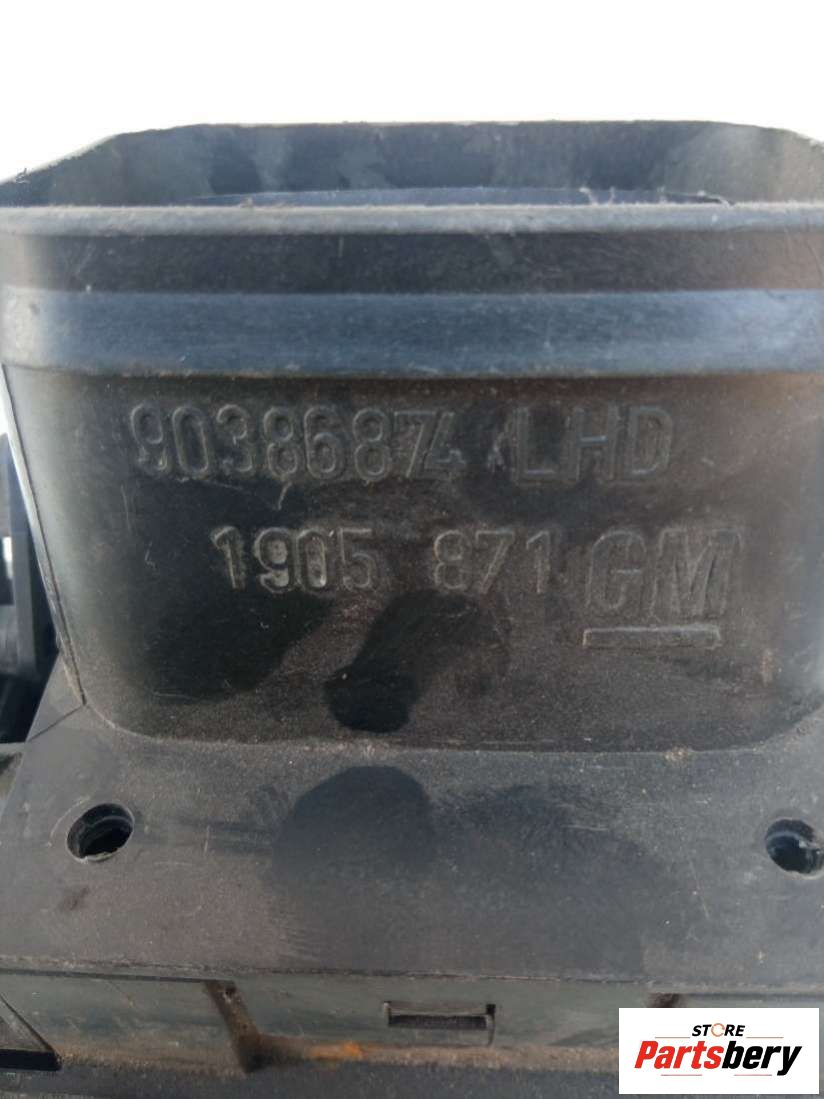 90386874 LHD
1905 871 GM
STORE
Partsbery